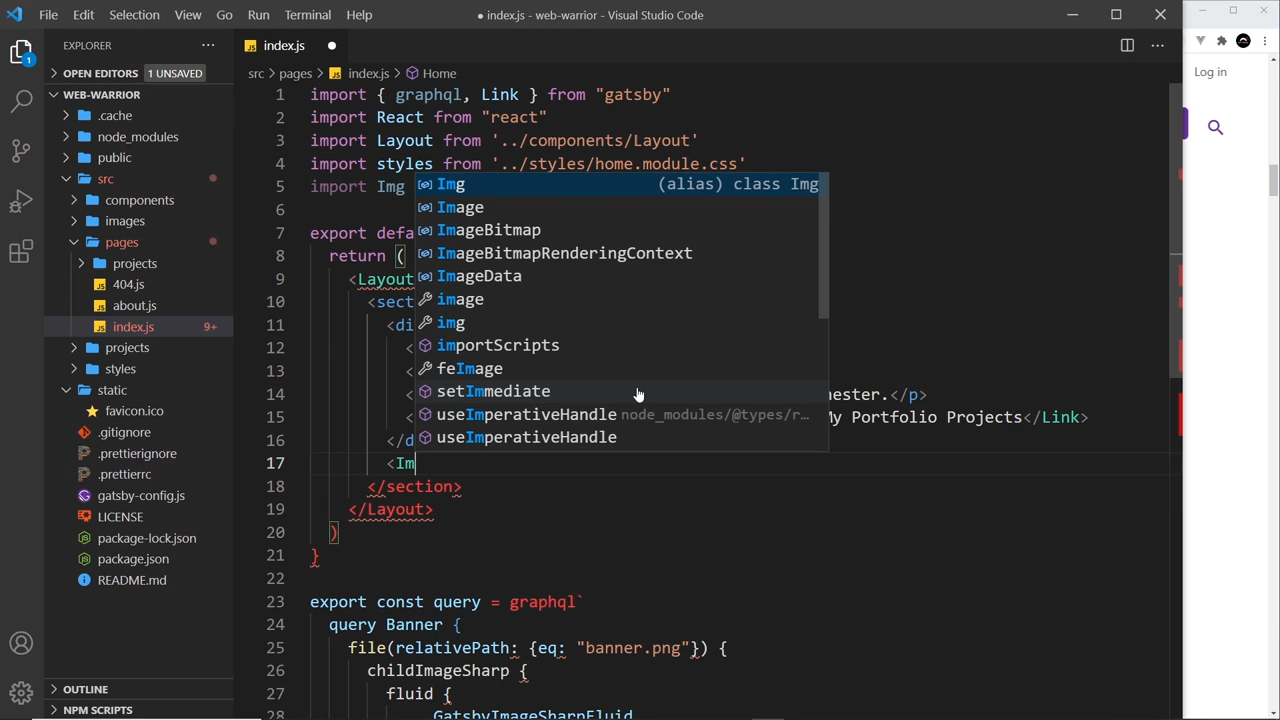 File Edit Selection View Go Run Terminal Help
● index.js - web-warrior - Visual Studio Code
EXPLORER
OPEN EDITORS 1 UNSAVED
WEB-WARRIOR
.cache
node_modules
public
src
components
images
pages
projects
404.js
about.js
index.js 9+
projects
styles
static
favicon.ico
.gitignore
.prettierignore
.prettierrc
gatsby-config.js
LICENSE
package-lock.json
package.json
README.md
OUTLINE
NPM SCRIPTS
1
JS index.js
src > pages > JS index.js > Home
1 import { graphql, Link } from "gatsby"
2 import React from "react"
3 import Layout from '../components/Layout'
4 import styles from '../styles/home.module.css'
5 import Img
6
7 export defa
8 return (
9 <Layout
10 <sect
11 <di
12 <
13 <
14 < ester.</p>
15 < My Portfolio Projects</Link>
16 </d
17 <Im
18 </section>
19 </Layout>
20 )
21 }
22
23 export const query = graphql`
24 query Banner {
25 file(relativePath: {eq: "banner.png"}) {
26 childImageSharp {
27 fluid {
28 GatsbyImageSharpFluid
Img (alias) class Img
Image
ImageBitmap
ImageBitmapRenderingContext
ImageData
image
img
importScripts
feImage
setImmediate
useImperativeHandle node_modules/@types/r…
useImperativeHandle
Log in